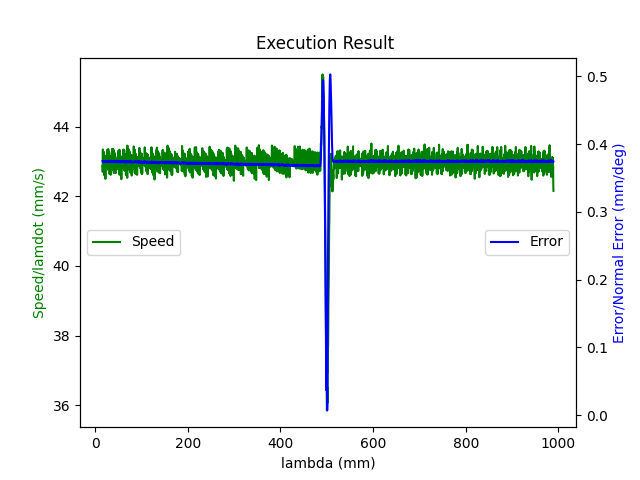 Execution Result
Speed/lamdot (mm/s)
44
42
40
38
36
Speed
Error
0.5
0.4
0.3
0.2
0.1
0.0
Error/Normal Error (mm/deg)
0
200
400
600
800
1000
lambda (mm)